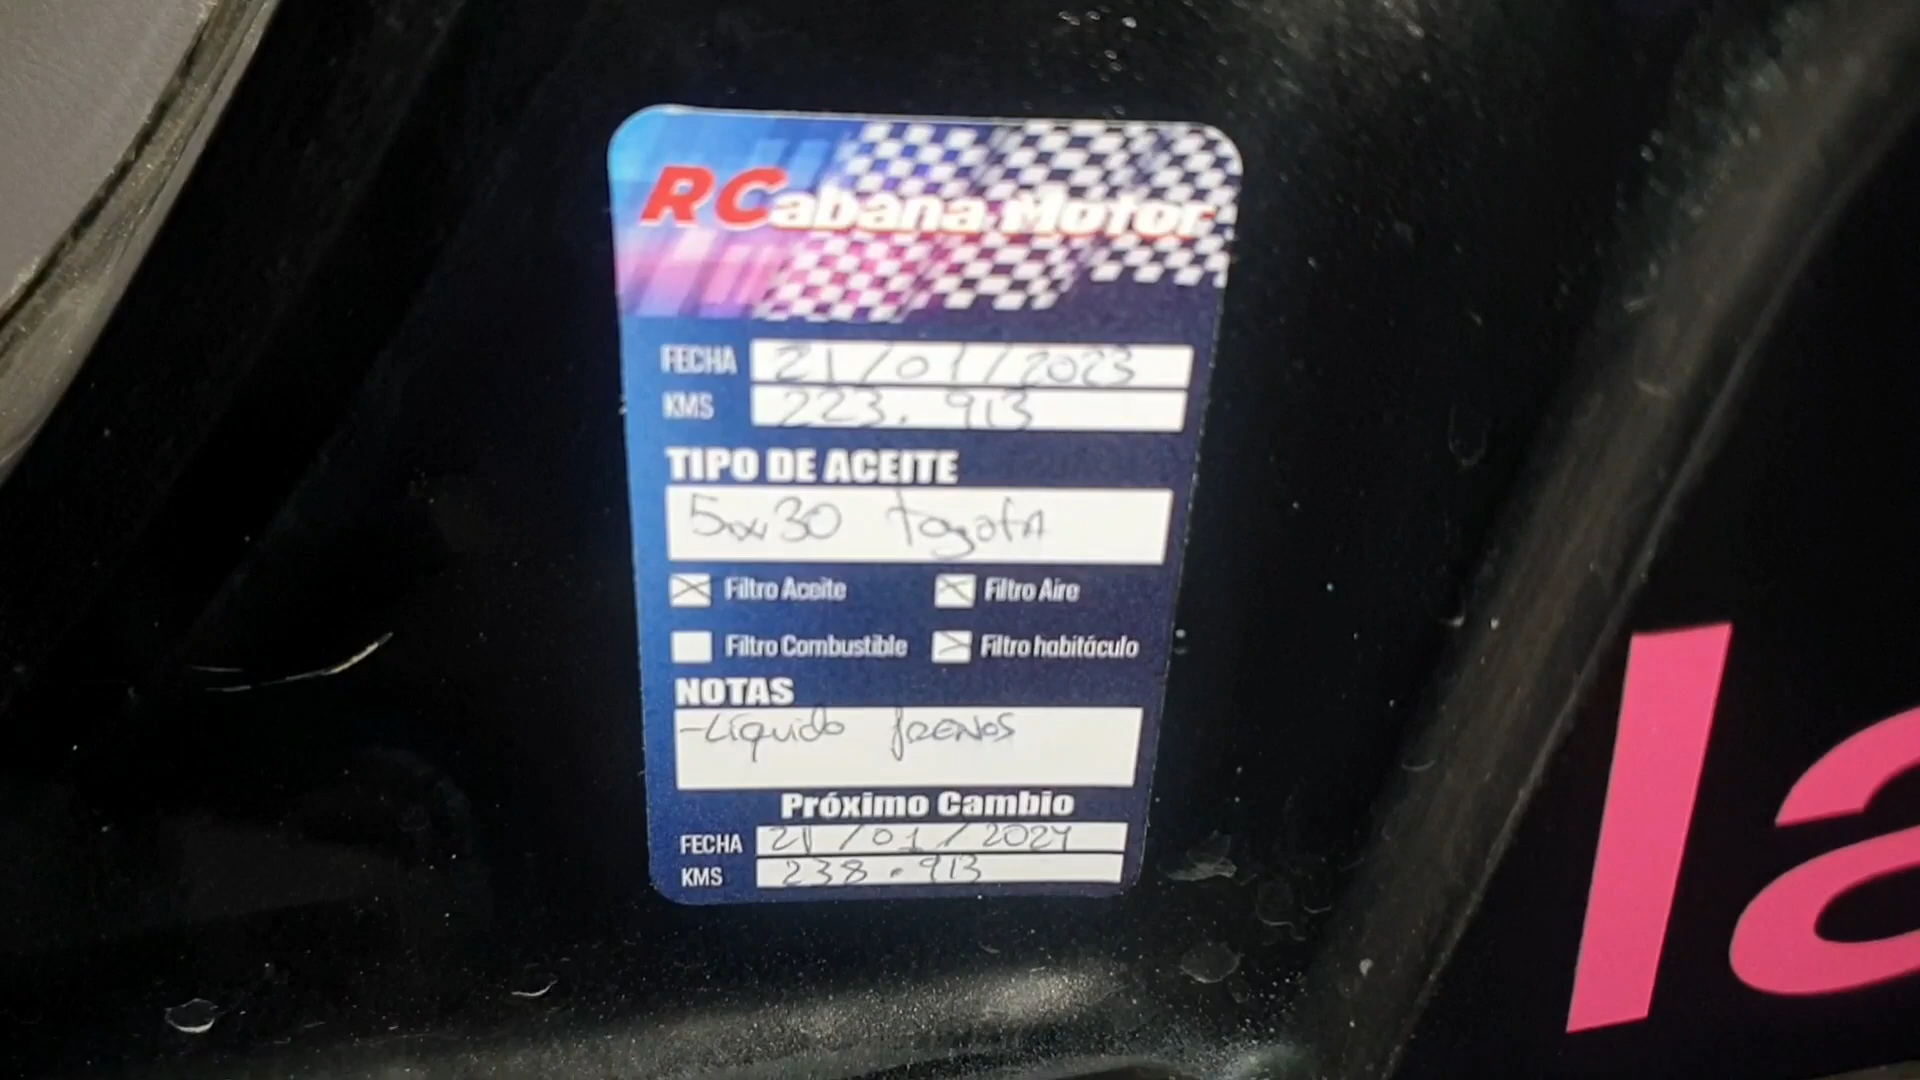 RCabana Motor
FECHA 21/01/2023
KMS 223.913
TIPO DE ACEITE
5w30 toyota
Filtro Aceite Filtro Aire
Filtro Combustible Filtro habitáculo
NOTAS
-Líquido frenos
Próximo Cambio
FECHA 21/01/2024
KMS 238.913
la